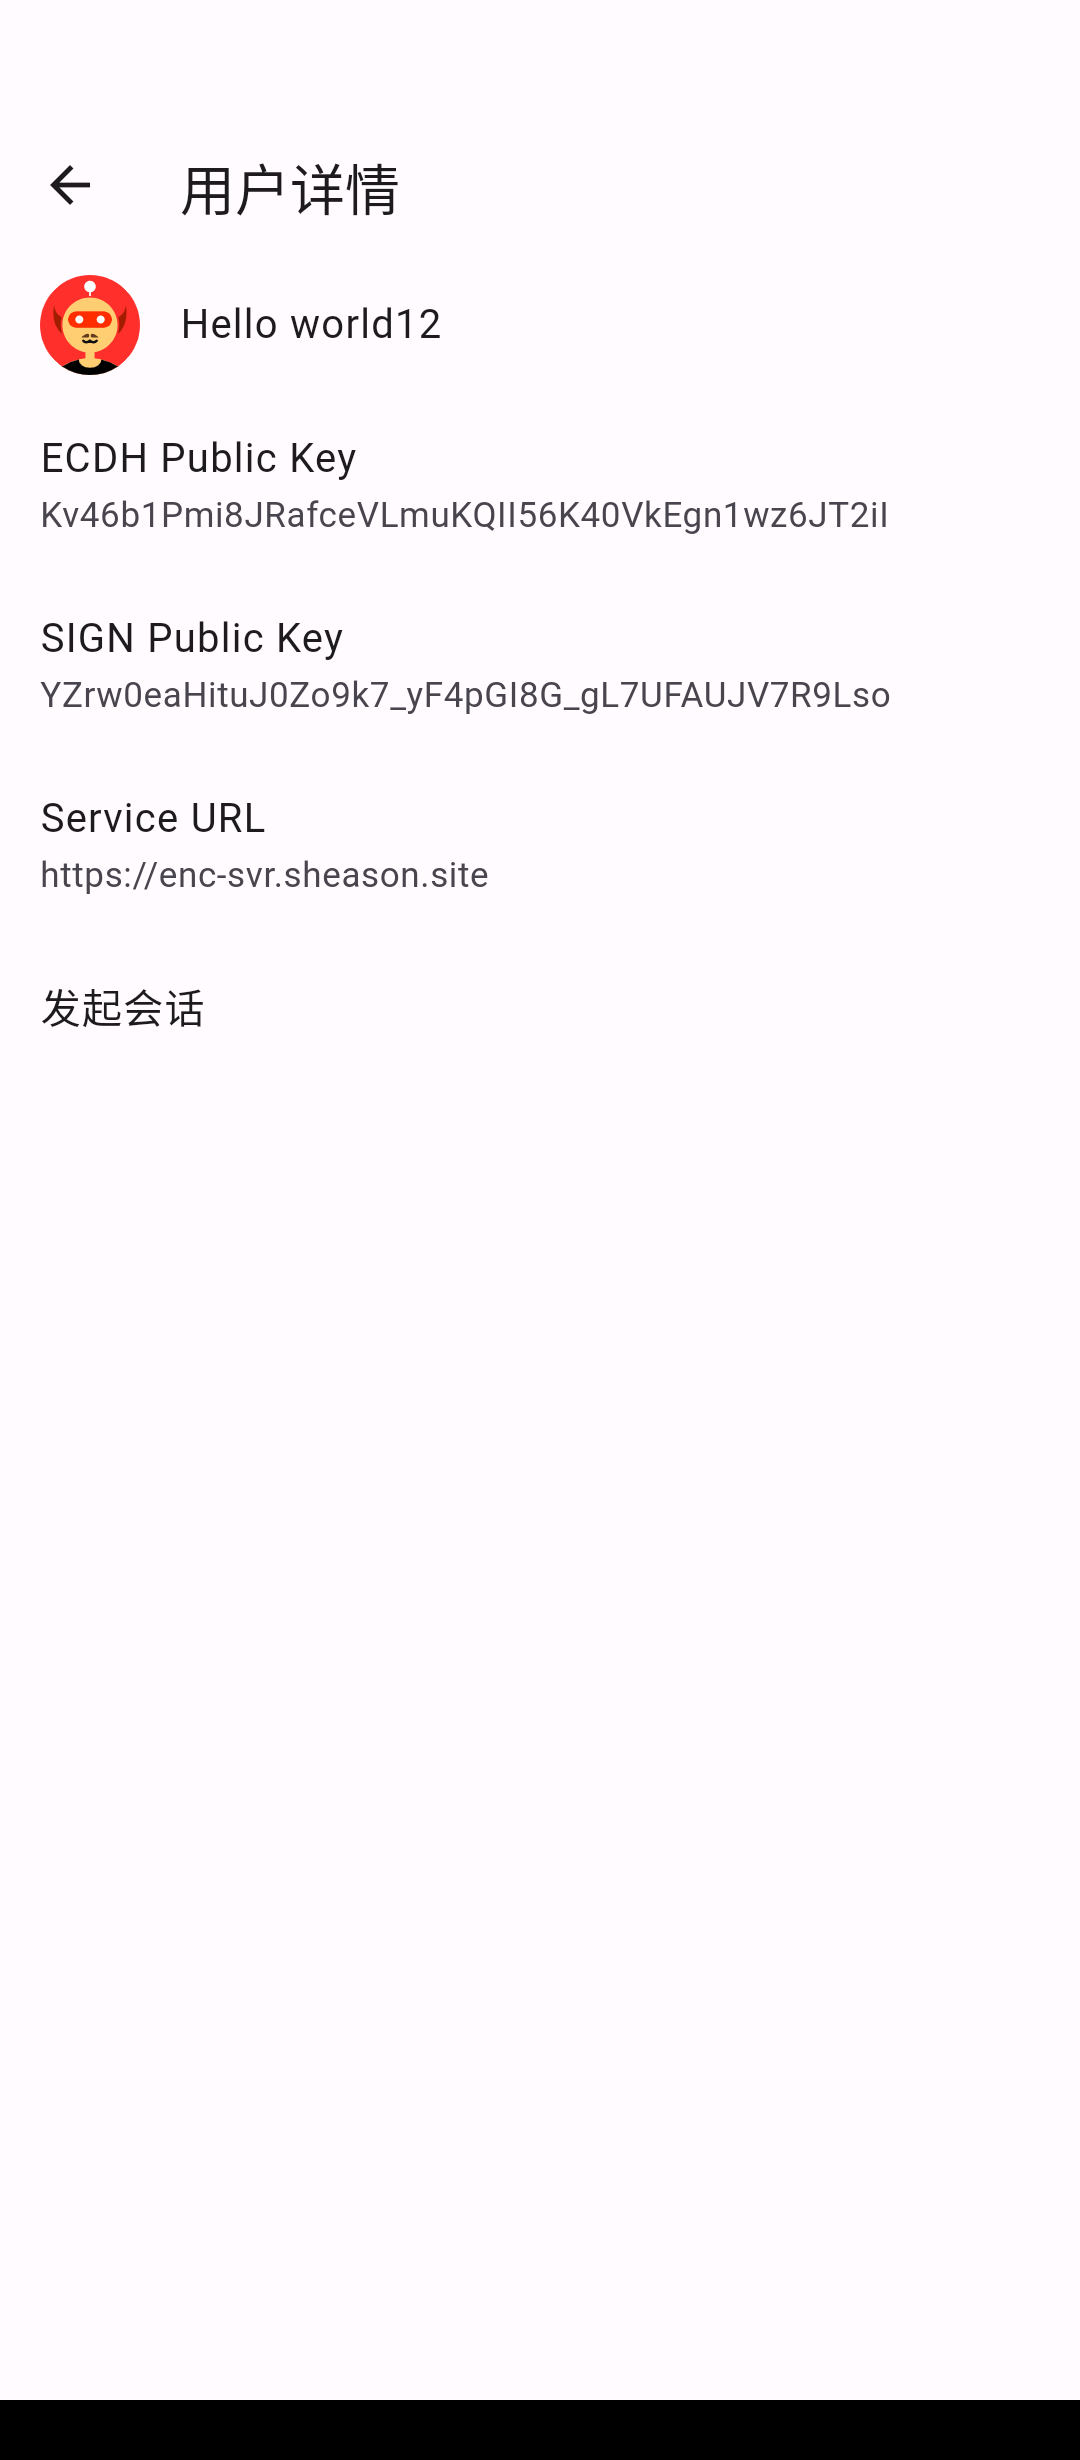 用户详情
Hello world12
ECDH Public Key
Kv46b1Pmi8JRafceVLmuKQII56K40VkEgn1wz6JT2iI
SIGN Public Key
YZrw0eaHituJ0Zo9k7_yF4pGI8G_gL7UFAUJV7R9Lso
Service URL
https://enc-svr.sheason.site
发起会话